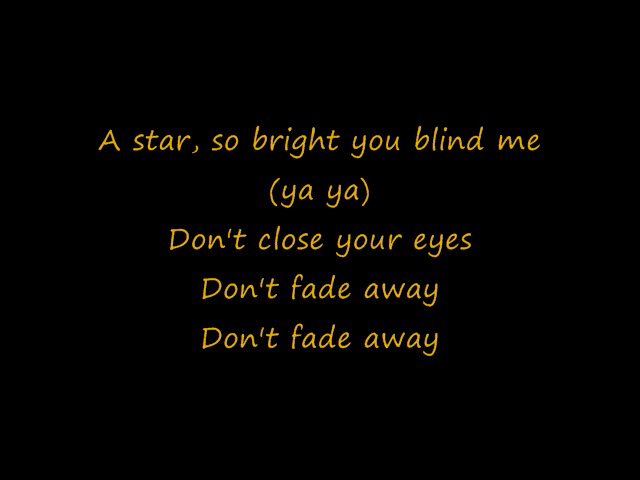 A star, so bright you blind me
(ya ya)
Don't close your eyes
Don't fade away
Don't fade away